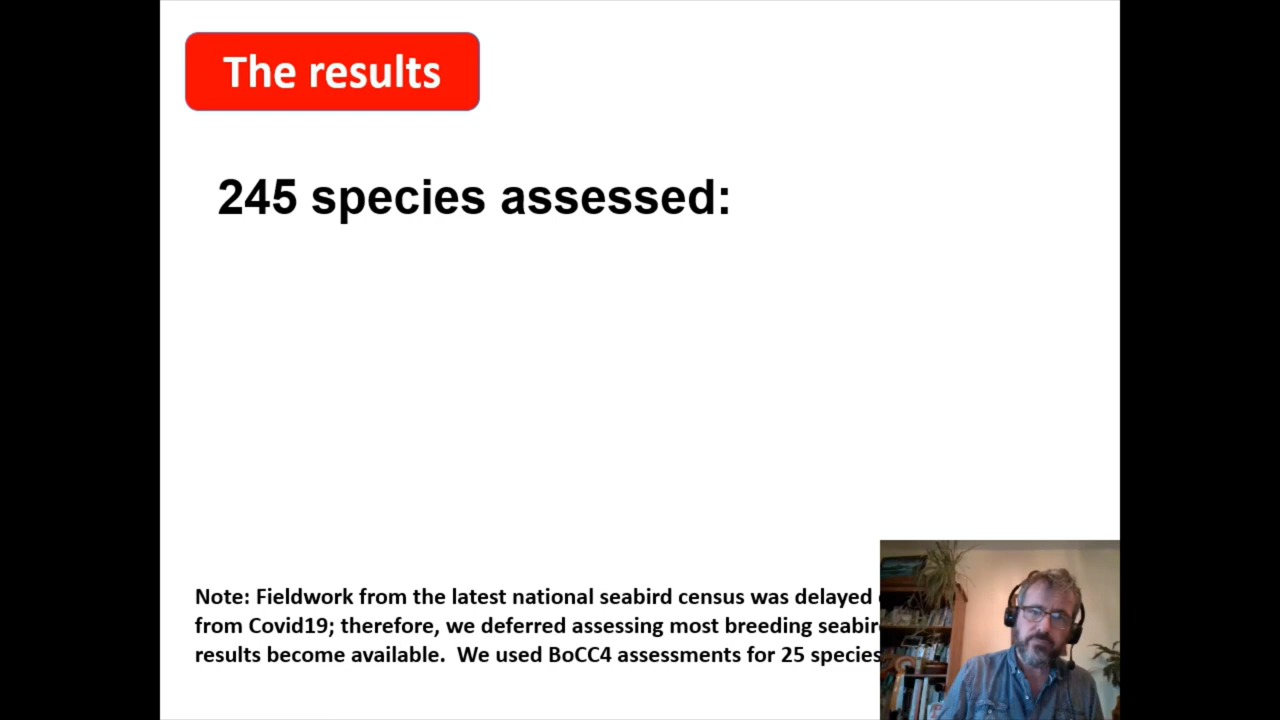 The results
245 species assessed:
Note: Fieldwork from the latest national seabird census was delayed
from Covid19; therefore, we deferred assessing most breeding
results become available.  We used BoCC4 assessments for 25 species